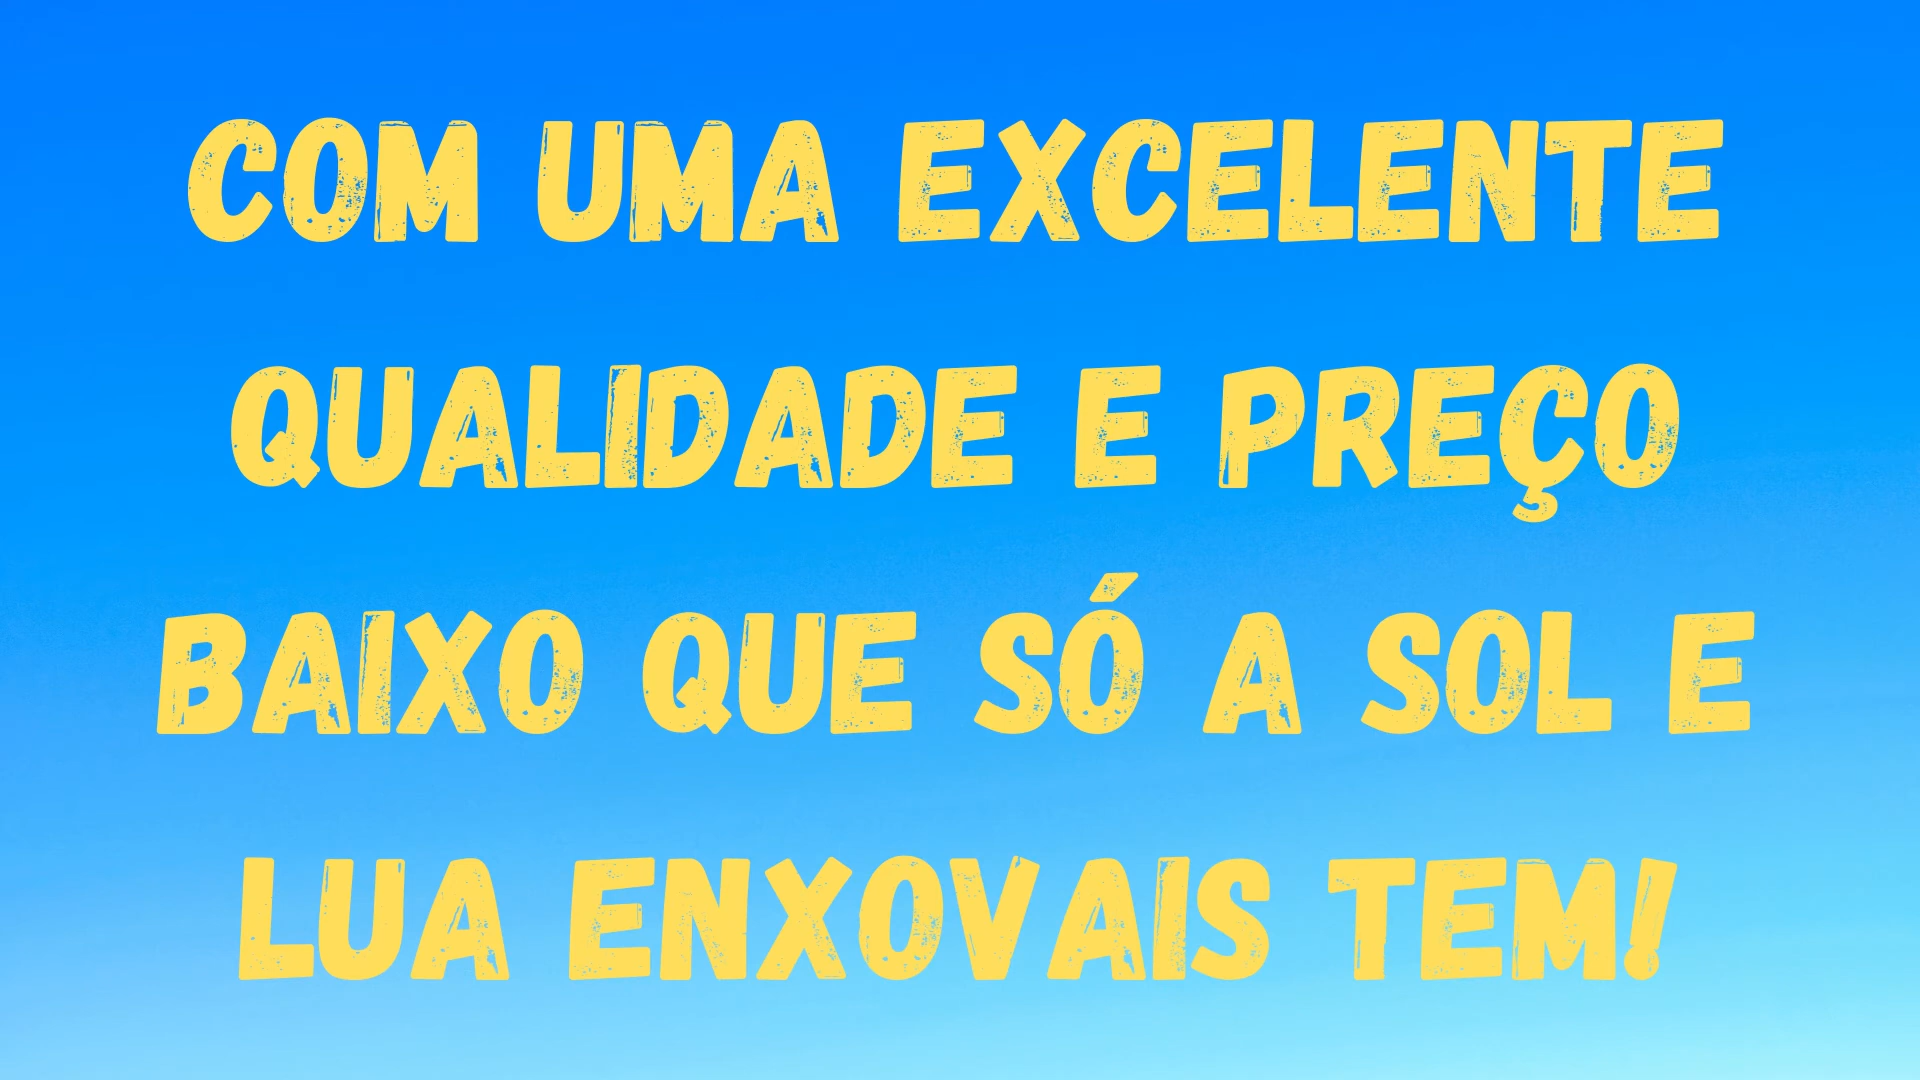 COM UMA EXCELENTE
QUALIDADE E PREÇO
BAIXO QUE SÓ A SOL E
LUA ENXOVAIS TEM!